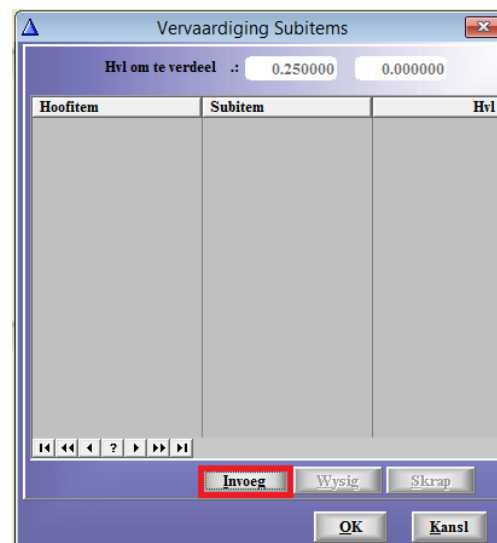 Vervaardiging Subitems
Hvl om te verdeel .: 0.250000 0.000000
Hoofitem Subitem Hvl
?
Invoeg Wysig Skrap
OK Kansl